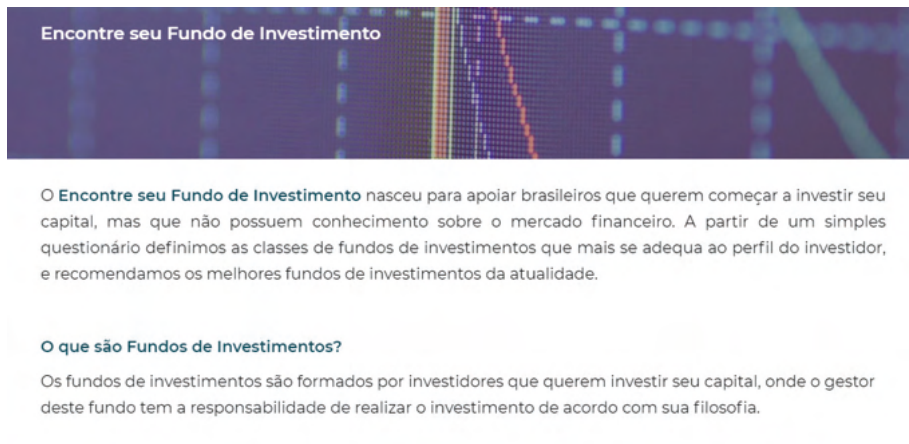 Encontre seu Fundo de Investimento
O Encontre seu Fundo de Investimento nasceu para apoiar brasileiros que querem começar a investir seu
capital, mas que não possuem conhecimento sobre o mercado financeiro. A partir de um simples
questionário definimos as classes de fundos de investimentos que mais se adequa ao perfil do investidor,
e recomendamos os melhores fundos de investimentos da atualidade.
O que são Fundos de Investimentos?
Os fundos de investimentos são formados por investidores que querem investir seu capital, onde o gestor
deste fundo tem a responsabilidade de realizar o investimento de acordo com sua filosofia.